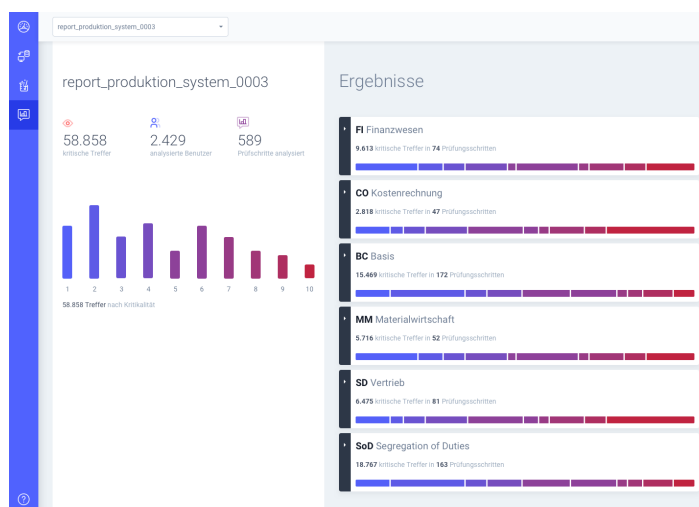 report_produktion_system_0003
report_produktion_system_0003
58.858
kritische Treffer
2.429
analysierte Benutzer
589
Prüfschritte analysiert
1 2 3 4 5 6 7 8 9 10
58.858 Treffer nach Kritikalität
Ergebnisse
FI Finanzwesen
9.613 kritische Treffer in 74 Prüfungsschritten
CO Kostenrechnung
2.818 kritische Treffer in 47 Prüfungsschritten
BC Basis
15.469 kritische Treffer in 172 Prüfungsschritten
MM Materialwirtschaft
5.716 kritische Treffer in 52 Prüfungsschritten
SD Vertrieb
6.475 kritische Treffer in 81 Prüfungsschritten
SoD Segregation of Duties
18.767 kritische Treffer in 163 Prüfungsschritten